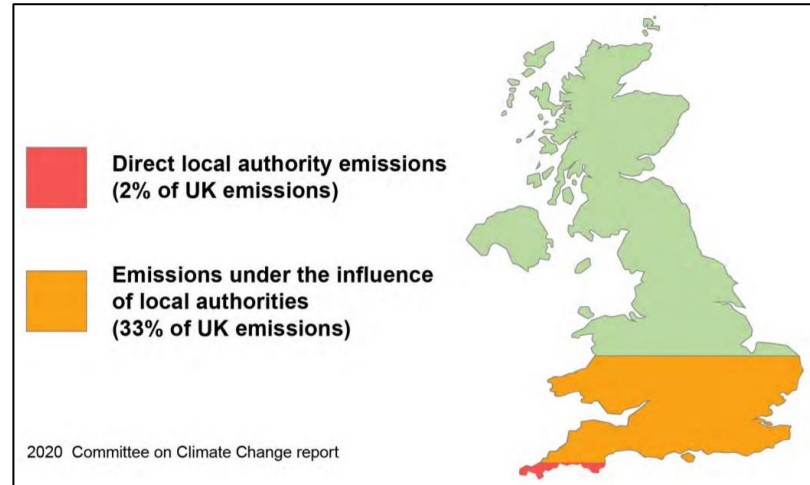 Direct local authority emissions
(2% of UK emissions)
Emissions under the influence
of local authorities
(33% of UK emissions)
2020 Committee on Climate Change report